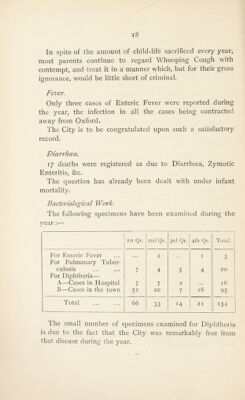 18
In spite of the amount of child-life sacrificed every year,
most parents continue to regard Whooping Cough with
contempt, and treat it in a manner which, but for their gross
ignorance, would be little short of criminal.
Fever.
Only three cases of Enteric Fever were reported during
the year, the infection in all the cases being contracted
away from Oxford.
The City is to be congratulated upon such a satisfactory
record.
Diarrhœa.
17 deaths were registered as due to Diarrhœa, Zymotic
Enteritis, &c.
The question has already been dealt with under infant
mortality.
Bacteriological Work.
The following specimens have been examined during the
year :—
1st Qr. 2nd Qr. 3rd Qr. 4th Qr. Total.
For Enteric Fever ... ... 2 ... 1 3
For Pulmonary Tuber-
culosis ... ... 7 4 5 4 20
For Diphtheria—
A—Cases in Hospital 7 7 2 ... 16
B—Cases in the town 52 20 7 16 95
Total ... ... 66 33 14 21 134
The small number of specimens examined for Diphtheria
is due to the fact that the City was remarkably free from
that disease during the year.